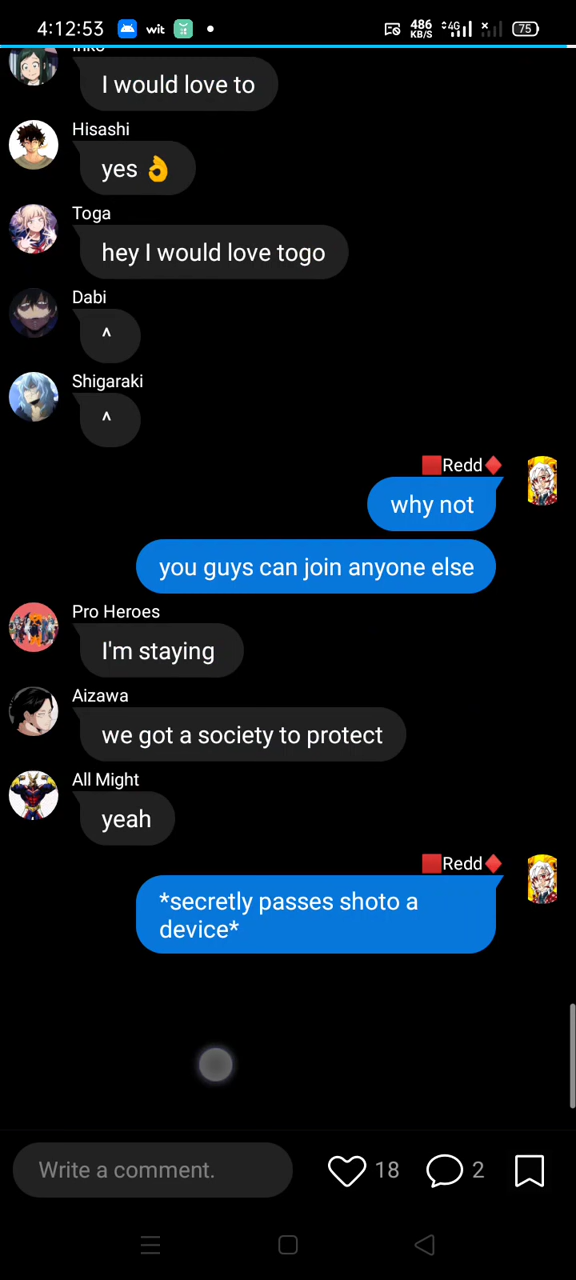 4:12:53 wit 486 KB/S 4G 75
I would love to
Hisashi
yes 👌
Toga
hey I would love togo
Dabi
^
Shigaraki
^
🟥Redd♦️
why not
you guys can join anyone else
Pro Heroes
I'm staying
Aizawa
we got a society to protect
All Might
yeah
🟥Redd♦️
*secretly passes shoto a
device*
Write a comment. 18 2